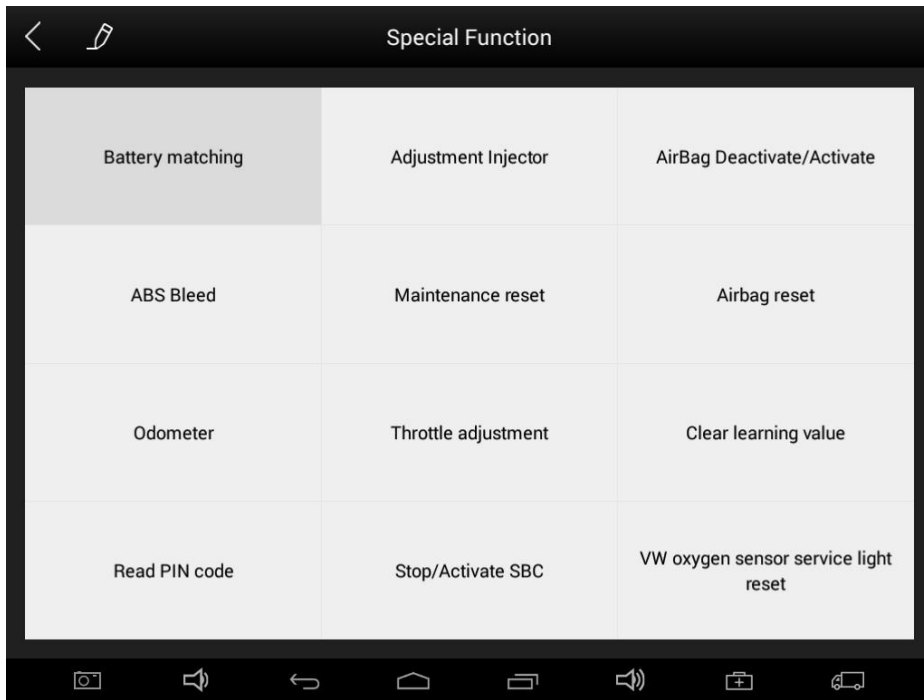 Special Function
Battery matching
Adjustment Injector
AirBag Deactivate/Activate
ABS Bleed
Maintenance reset
Airbag reset
Odometer
Throttle adjustment
Clear learning value
Read PIN code
Stop/Activate SBC
VW oxygen sensor service light
reset